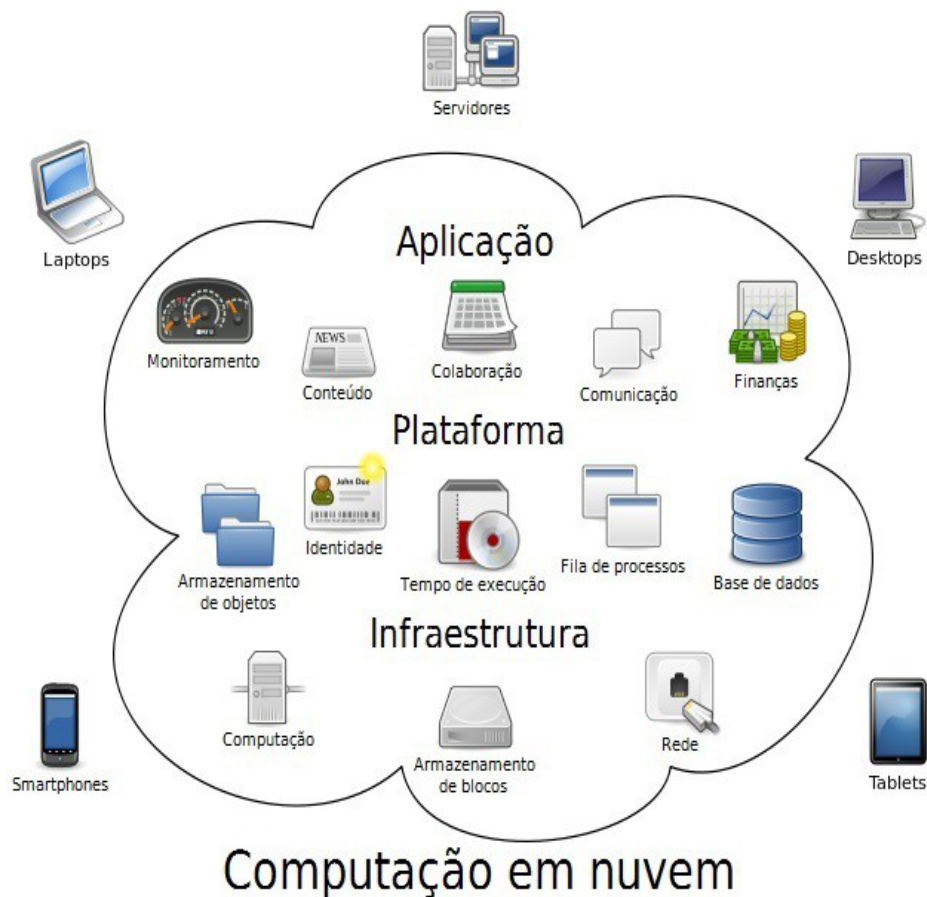 Servidores
Laptops
Desktops
Aplicação
Monitoramento
NEWS
Conteúdo
Colaboração
Comunicação
Finanças
Plataforma
John Doe
Armazenamento
de objetos
Identidade
Tempo de execução
Fila de processos
Base de dados
Infraestrutura
Computação
Armazenamento
de blocos
Rede
Smartphones
Tablets
Computação em nuvem